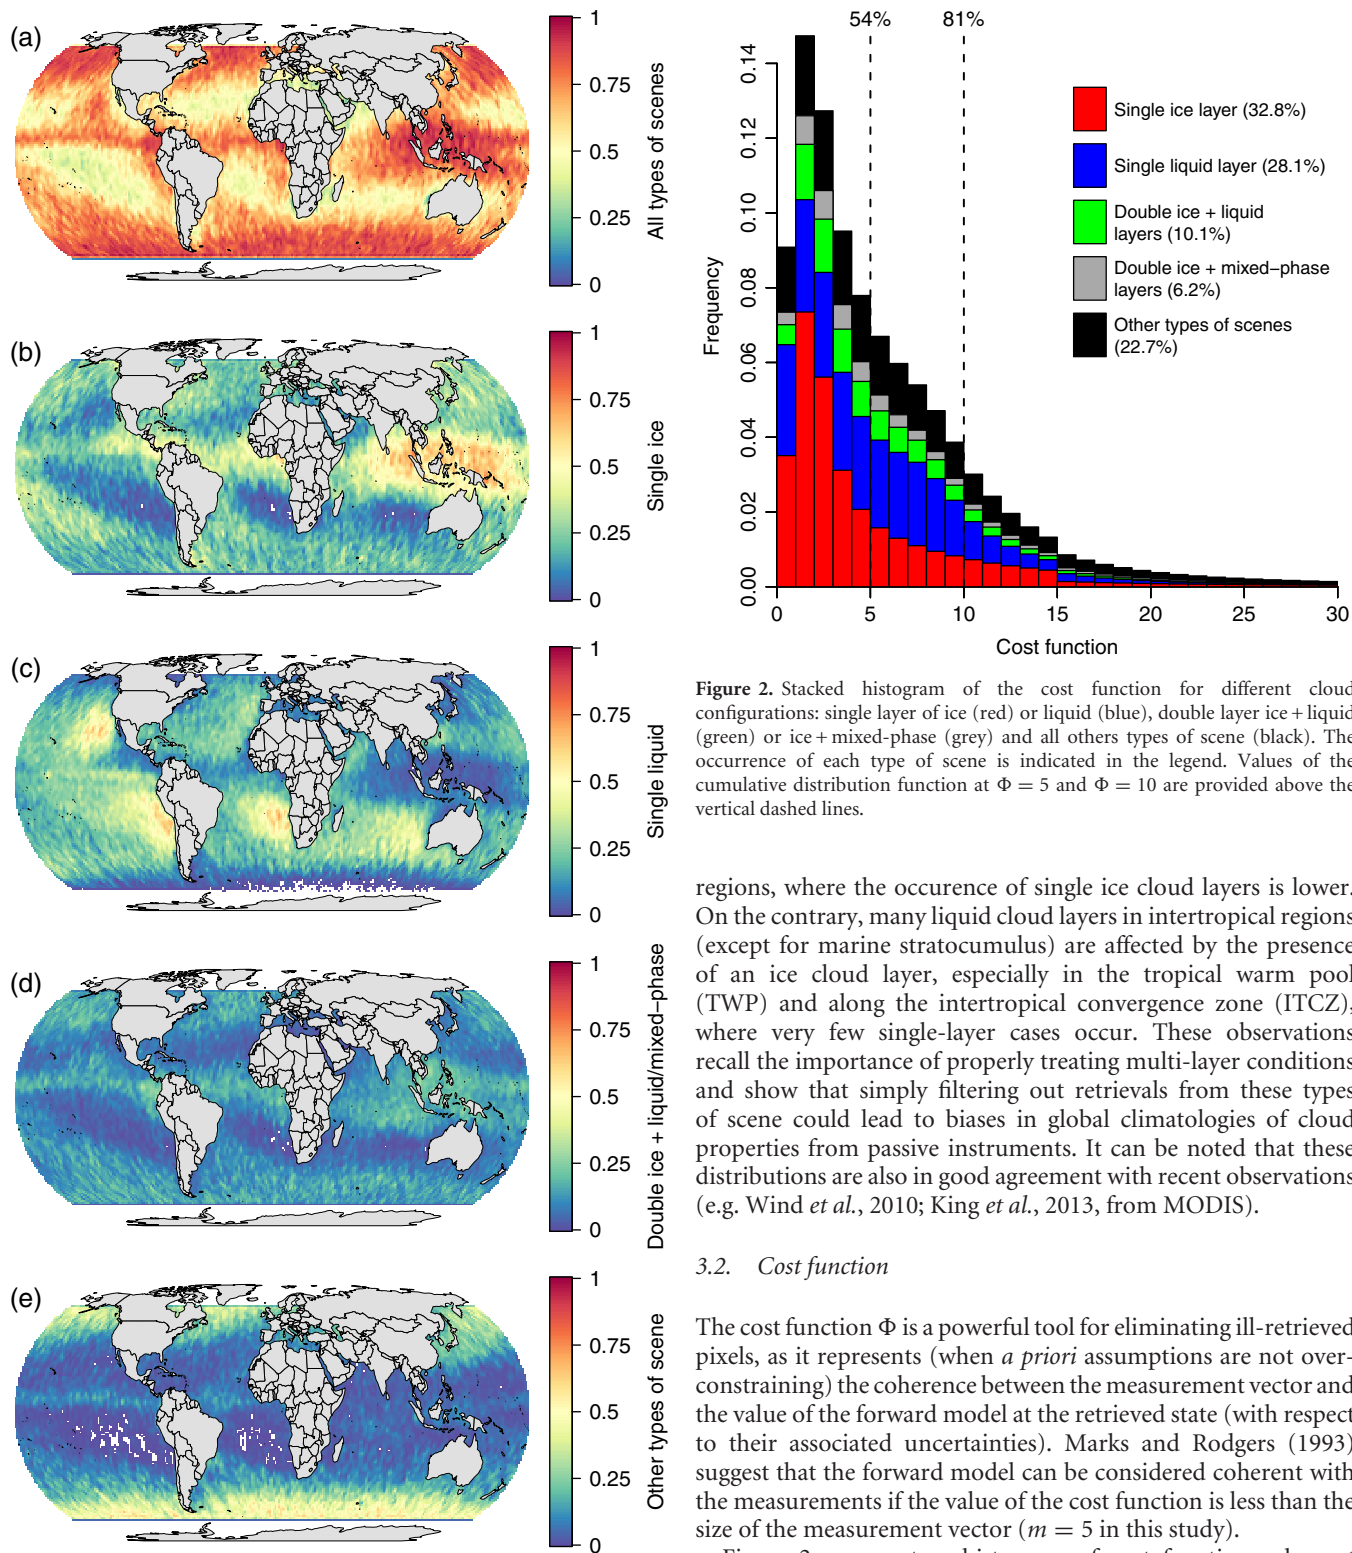 (a)
1
0.75
0.5
0.25
0
All types of scenes
(b)
1
0.75
0.5
0.25
0
Single ice
(c)
1
0.75
0.5
0.25
0
Single liquid
(d)
1
0.75
0.5
0.25
0
Double ice + liquid/mixed−phase
(e)
1
0.75
0.5
0.25
0
Other types of scene
54% 81%
0.14
0.12
0.10
0.08
0.06
0.04
0.02
0.00
Frequency
0 5 10 15 20 25 30
Cost function
Single ice layer (32.8%)
Single liquid layer (28.1%)
Double ice + liquid
layers (10.1%)
Double ice + mixed−phase
layers (6.2%)
Other types of scenes
(22.7%)
Figure 2. Stacked histogram of the cost function for different cloud
configurations: single layer of ice (red) or liquid (blue), double layer ice + liquid
(green) or ice + mixed-phase (grey) and all others types of scene (black). The
occurrence of each type of scene is indicated in the legend. Values of the
cumulative distribution function at Φ = 5 and Φ = 10 are provided above the
vertical dashed lines.
regions, where the occurence of single ice cloud layers is lower.
On the contrary, many liquid cloud layers in intertropical regions
(except for marine stratocumulus) are affected by the presence
of an ice cloud layer, especially in the tropical warm pool
(TWP) and along the intertropical convergence zone (ITCZ),
where very few single-layer cases occur. These observations
recall the importance of properly treating multi-layer conditions
and show that simply filtering out retrievals from these types
of scene could lead to biases in global climatologies of cloud
properties from passive instruments. It can be noted that these
distributions are also in good agreement with recent observations
(e.g. Wind et al., 2010; King et al., 2013, from MODIS).
3.2. Cost function
The cost function Φ is a powerful tool for eliminating ill-retrieved
pixels, as it represents (when a priori assumptions are not over-
constraining) the coherence between the measurement vector and
the value of the forward model at the retrieved state (with respect
to their associated uncertainties). Marks and Rodgers (1993)
suggest that the forward model can be considered coherent with
the measurements if the value of the cost function is less than the
size of the measurement vector (m = 5 in this study).